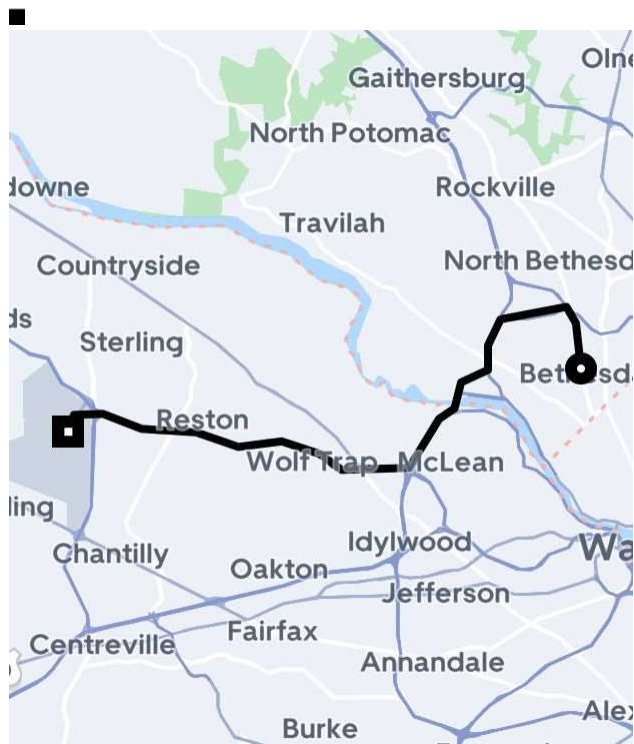 Olne
Gaithersburg
North Potomac
downe
Rockville
Travilah
Countryside
North Bethesd
ds
Sterling
Bethesda
Reston
Wolf Trap
McLean
ling
Chantilly
Idylwood
Wa
Oakton
Jefferson
Centreville
Fairfax
Annandale
Alex
Burke